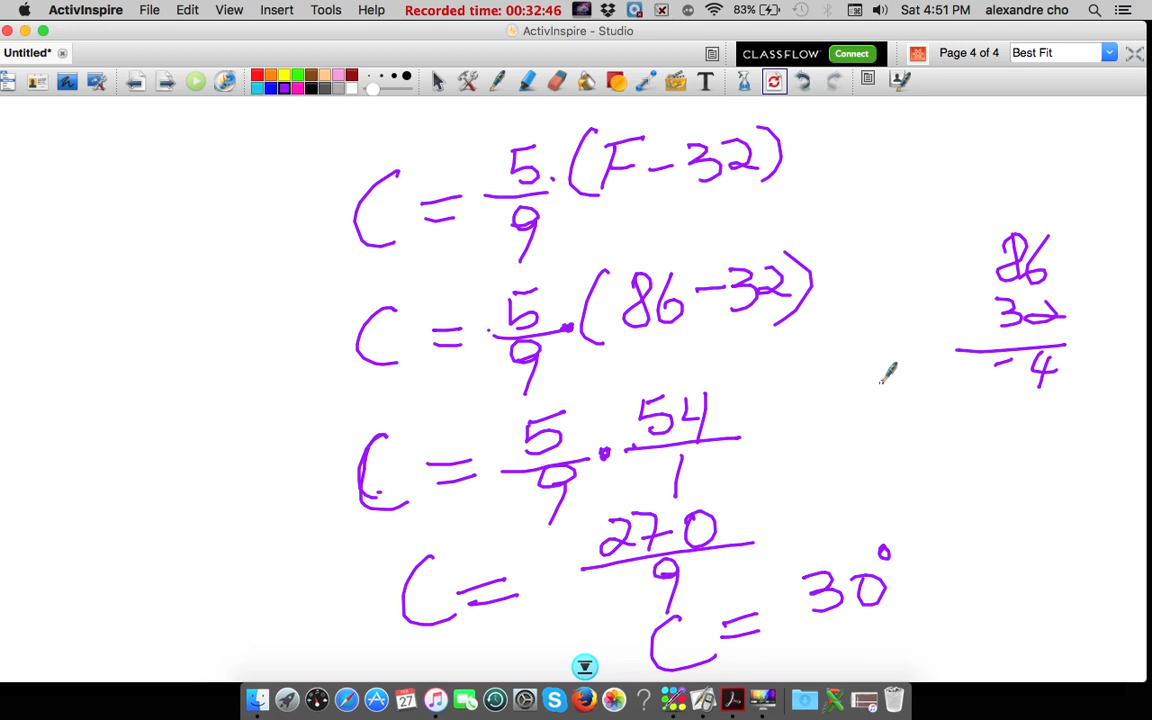 ActivInspire File Edit View Insert Tools Help Recorded time: 00:32:46 83% Sat 4:51 PM alexandre cho
ActivInspire - Studio
Untitled* CLASSFLOW Connect Page 4 of 4 Best Fit
T
C = 5/9 · (F - 32)
C = 5/9 · (86 - 32)
86
32
- 4
C = 5/9 · 54/1
C = 270/9
C = 30°
FEB
27